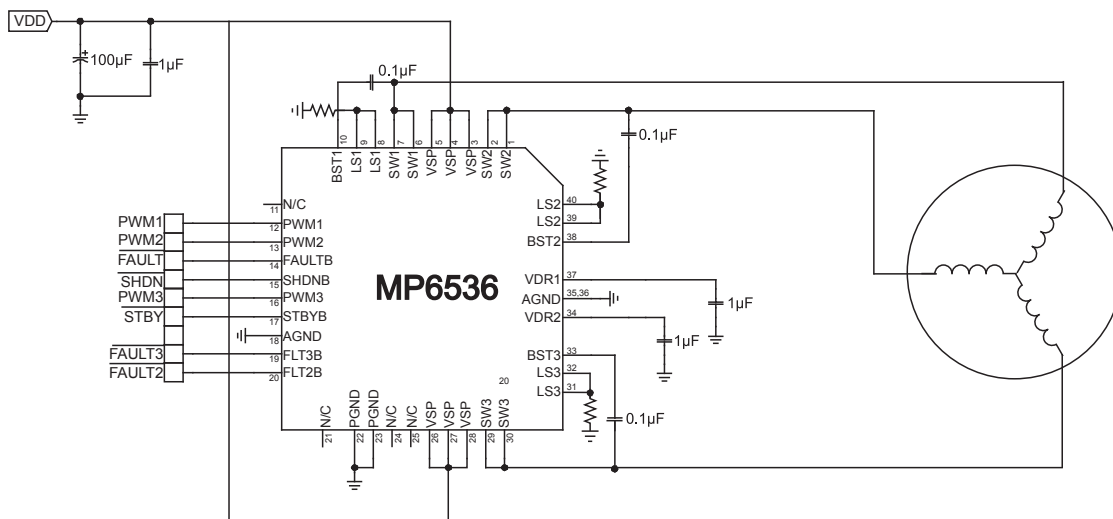 VDD
100µF
1µF
0.1µF
0.1µF
10 9 8 7 6 5 4 3 2 1
BST1 LS1 LS1 SW1 SW1 VSP VSP VSP SW2 SW2
N/C
11
PWM1 12 PWM1
PWM2 13 PWM2
FAULT 14 FAULTB
SHDN 15 SHDNB
PWM3 16 PWM3
STBY 17 STBYB
18 AGND
FAULT3 19 FLT3B
FAULT2 20 FLT2B
MP6536
LS2 40
LS2 39
BST2 38
VDR1 37
AGND 35,36
VDR2 34
BST3 33
LS3 32
LS3 31
1µF
1µF
0.1µF
20
N/C PGND PGND N/C N/C VSP VSP VSP SW3 SW3
21 22 23 24 25 26 27 28 29 30